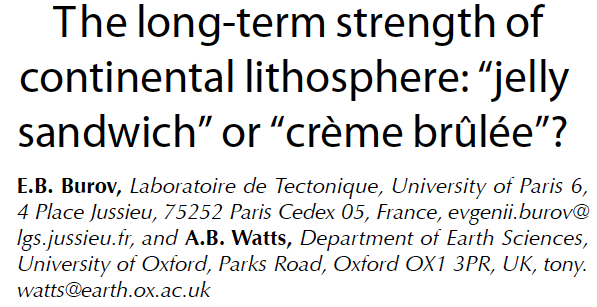 The long-term strength of
continental lithosphere: “jelly
sandwich” or “crème brûlée”?
E.B. Burov, Laboratoire de Tectonique, University of Paris 6,
4 Place Jussieu, 75252 Paris Cedex 05, France, evgenii.burov@
lgs.jussieu.fr, and A.B. Watts, Department of Earth Sciences,
University of Oxford, Parks Road, Oxford OX1 3PR, UK, tony.
watts@earth.ox.ac.uk